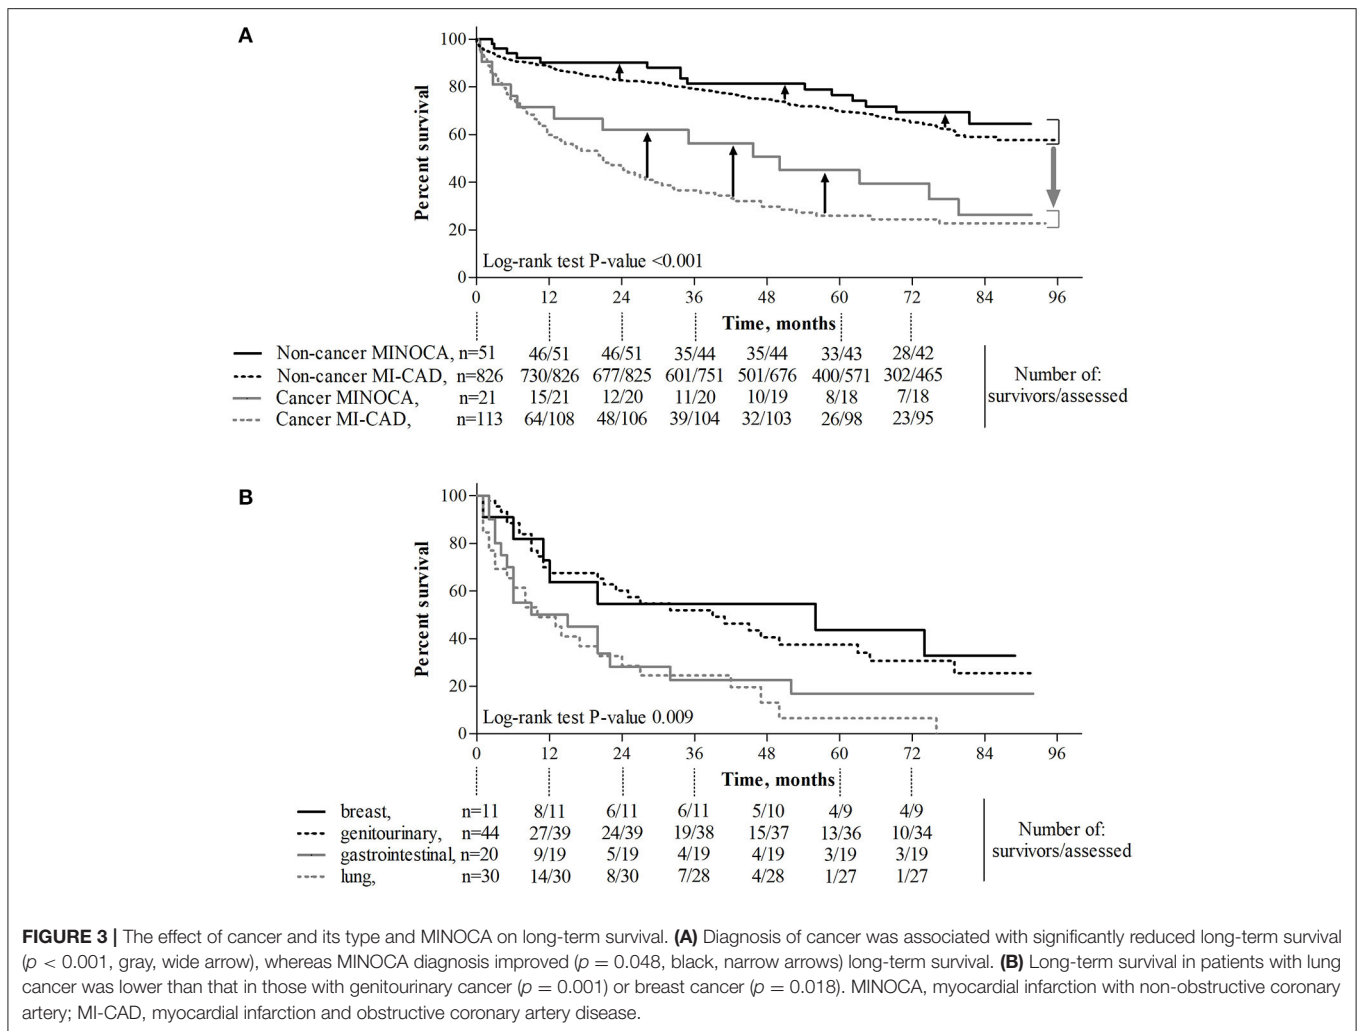 A
100
80
60
40
20
0
Percent survival
Log-rank test P-value <0.001
0 12 24 36 48 60 72 84 96
Time, months
Non-cancer MINOCA, n=51 46/51 46/51 35/44 35/44 33/43 28/42
Non-cancer MI-CAD, n=826 730/826 677/825 601/751 501/676 400/571 302/465
Cancer MINOCA, n=21 15/21 12/20 11/20 10/19 8/18 7/18
Cancer MI-CAD, n=113 64/108 48/106 39/104 32/103 26/98 23/95
Number of:
survivors/assessed
B
100
80
60
40
20
0
Percent survival
Log-rank test P-value 0.009
0 12 24 36 48 60 72 84 96
Time, months
breast, n=11 8/11 6/11 6/11 5/10 4/9 4/9
genitourinary, n=44 27/39 24/39 19/38 15/37 13/36 10/34
gastrointestinal, n=20 9/19 5/19 4/19 4/19 3/19 3/19
lung, n=30 14/30 8/30 7/28 4/28 1/27 1/27
Number of:
survivors/assessed
FIGURE 3 | The effect of cancer and its type and MINOCA on long-term survival. (A) Diagnosis of cancer was associated with significantly reduced long-term survival
(p < 0.001, gray, wide arrow), whereas MINOCA diagnosis improved (p = 0.048, black, narrow arrows) long-term survival. (B) Long-term survival in patients with lung
cancer was lower than that in those with genitourinary cancer (p = 0.001) or breast cancer (p = 0.018). MINOCA, myocardial infarction with non-obstructive coronary
artery; MI-CAD, myocardial infarction and obstructive coronary artery disease.